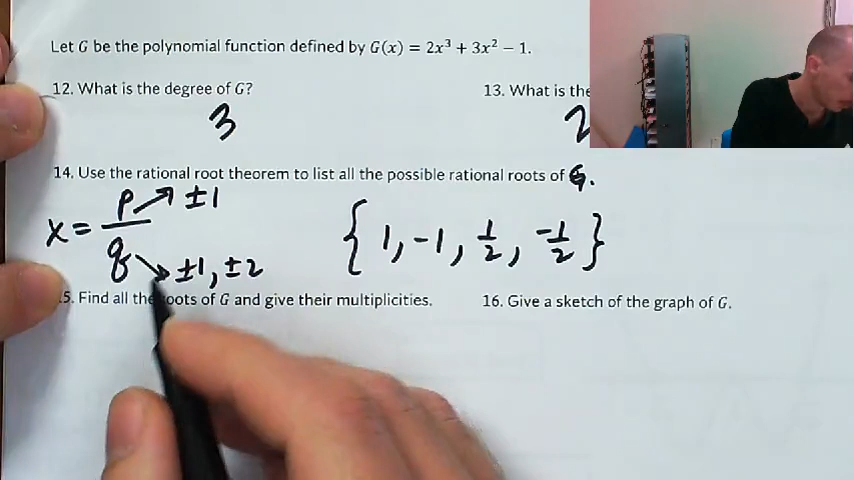 Let G be the polynomial function defined by G(x) = 2x³ + 3x² − 1.
12. What is the degree of G?
13. What is the
3
2
14. Use the rational root theorem to list all the possible rational roots of G.
x = p/q
p → ±1
q → ±1, ±2
{1, -1, 1/2, -1/2}
15. Find all the roots of G and give their multiplicities.
16. Give a sketch of the graph of G.